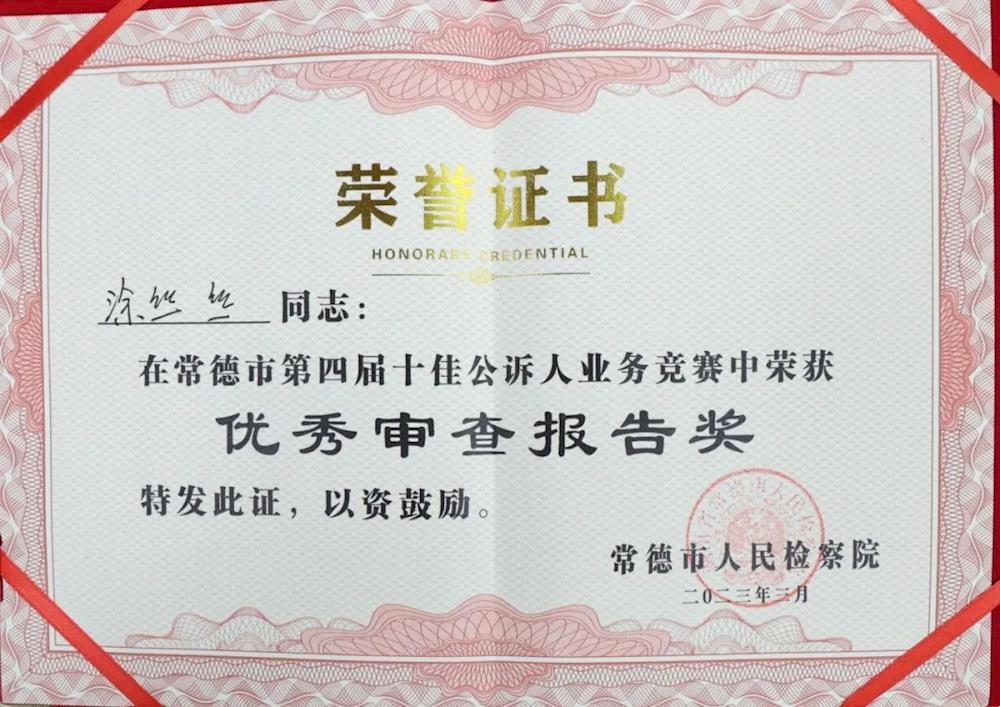 荣誉证书
HONORARY CREDENTIAL
涂丝丝 同志：
在常德市第四届十佳公诉人业务竞赛中荣获
优秀审查报告奖
特发此证，以资鼓励。
常德市人民检察院
二0二三年三月